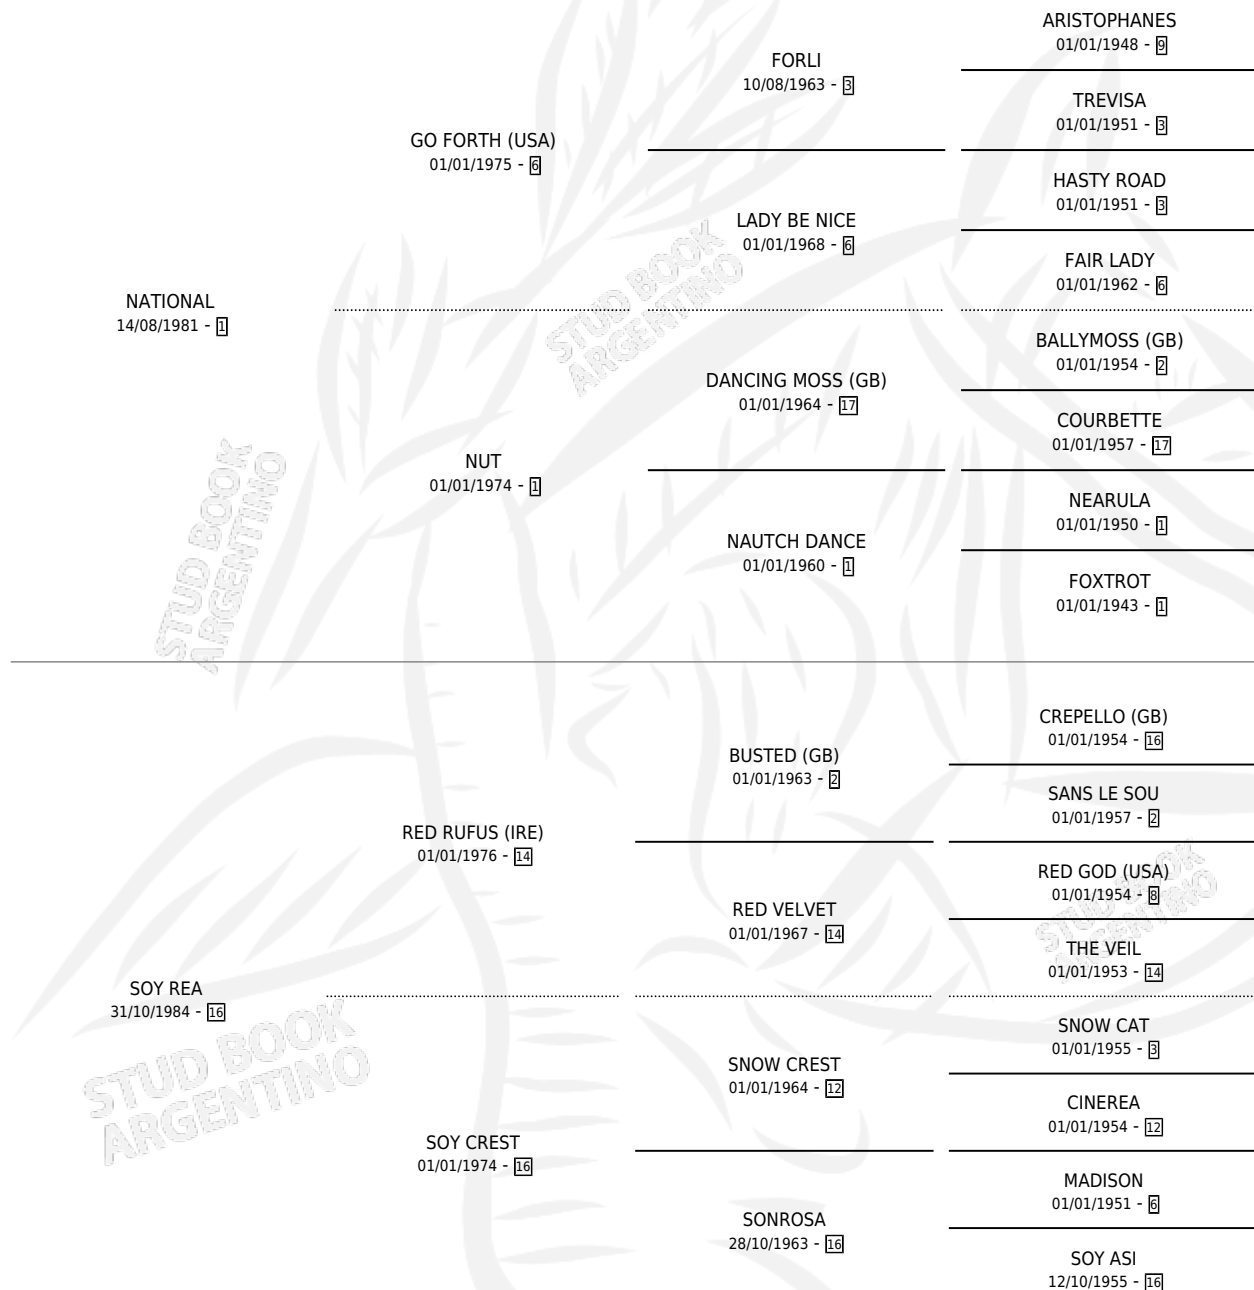 ARISTOPHANES
01/01/1948 - 9
FORLI
10/08/1963 - 3
TREVISA
01/01/1951 - 3
GO FORTH (USA)
01/01/1975 - 6
HASTY ROAD
01/01/1951 - 3
LADY BE NICE
01/01/1968 - 6
FAIR LADY
01/01/1962 - 6
NATIONAL
14/08/1981 - 1
BALLYMOSS (GB)
01/01/1954 - 2
DANCING MOSS (GB)
01/01/1964 - 17
COURBETTE
01/01/1957 - 17
NUT
01/01/1974 - 1
NEARULA
01/01/1950 - 1
NAUTCH DANCE
01/01/1960 - 1
FOXTROT
01/01/1943 - 1
CREPELLO (GB)
01/01/1954 - 16
BUSTED (GB)
01/01/1963 - 2
SANS LE SOU
01/01/1957 - 2
RED RUFUS (IRE)
01/01/1976 - 14
RED GOD (USA)
01/01/1954 - 8
RED VELVET
01/01/1967 - 14
THE VEIL
01/01/1953 - 14
SOY REA
31/10/1984 - 16
SNOW CAT
01/01/1955 - 3
SNOW CREST
01/01/1964 - 12
CINEREA
01/01/1954 - 12
SOY CREST
01/01/1974 - 16
MADISON
01/01/1951 - 6
SONROSA
28/10/1963 - 16
SOY ASI
12/10/1955 - 16
STUD BOOK
ARGENTINO
STUD BOOK
ARGENTINO
STUD BOOK
ARGENTINO
STUD BOOK
ARGENTINO